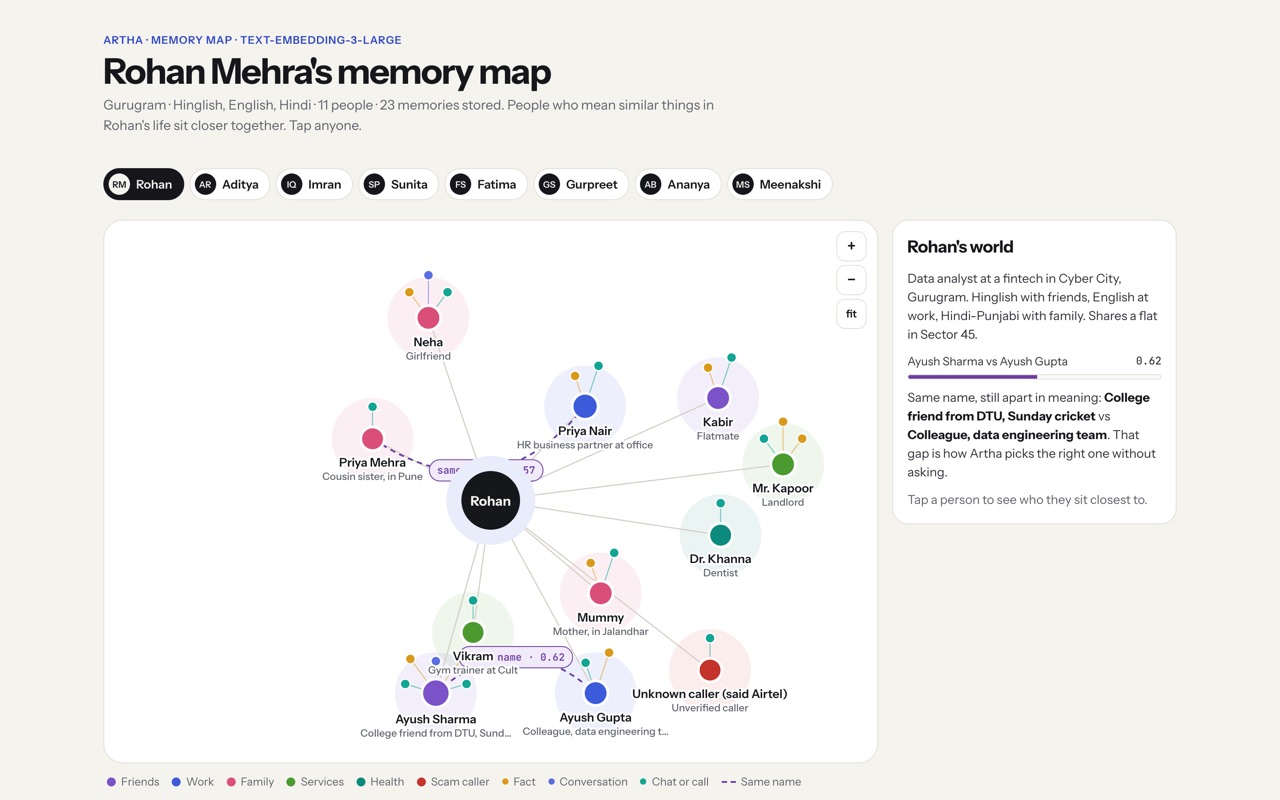 ARTHA · MEMORY MAP · TEXT-EMBEDDING-3-LARGE
Rohan Mehra's memory map
Gurugram · Hinglish, English, Hindi · 11 people · 23 memories stored. People who mean similar things in
Rohan's life sit closer together. Tap anyone.
RM Rohan
AR Aditya
IQ Imran
SP Sunita
FS Fatima
GS Gurpreet
AB Ananya
MS Meenakshi
+
−
fit
Neha
Girlfriend
Priya Nair
HR business partner at office
Kabir
Flatmate
Priya Mehra
Cousin sister, in Pune
57
Rohan
Mr. Kapoor
Landlord
Dr. Khanna
Dentist
Mummy
Mother, in Jalandhar
Vikram
name · 0.62
Gym trainer at Cult
Unknown caller (said Airtel)
Unverified caller
Ayush Sharma
College friend from DTU, Sund...
Ayush Gupta
Colleague, data engineering t...
Rohan's world
Data analyst at a fintech in Cyber City,
Gurugram. Hinglish with friends, English at
work, Hindi-Punjabi with family. Shares a flat
in Sector 45.
Ayush Sharma vs Ayush Gupta 0.62
Same name, still apart in meaning: College
friend from DTU, Sunday cricket vs
Colleague, data engineering team. That
gap is how Artha picks the right one without
asking.
Tap a person to see who they sit closest to.
Friends
Work
Family
Services
Health
Scam caller
Fact
Conversation
Chat or call
Same name